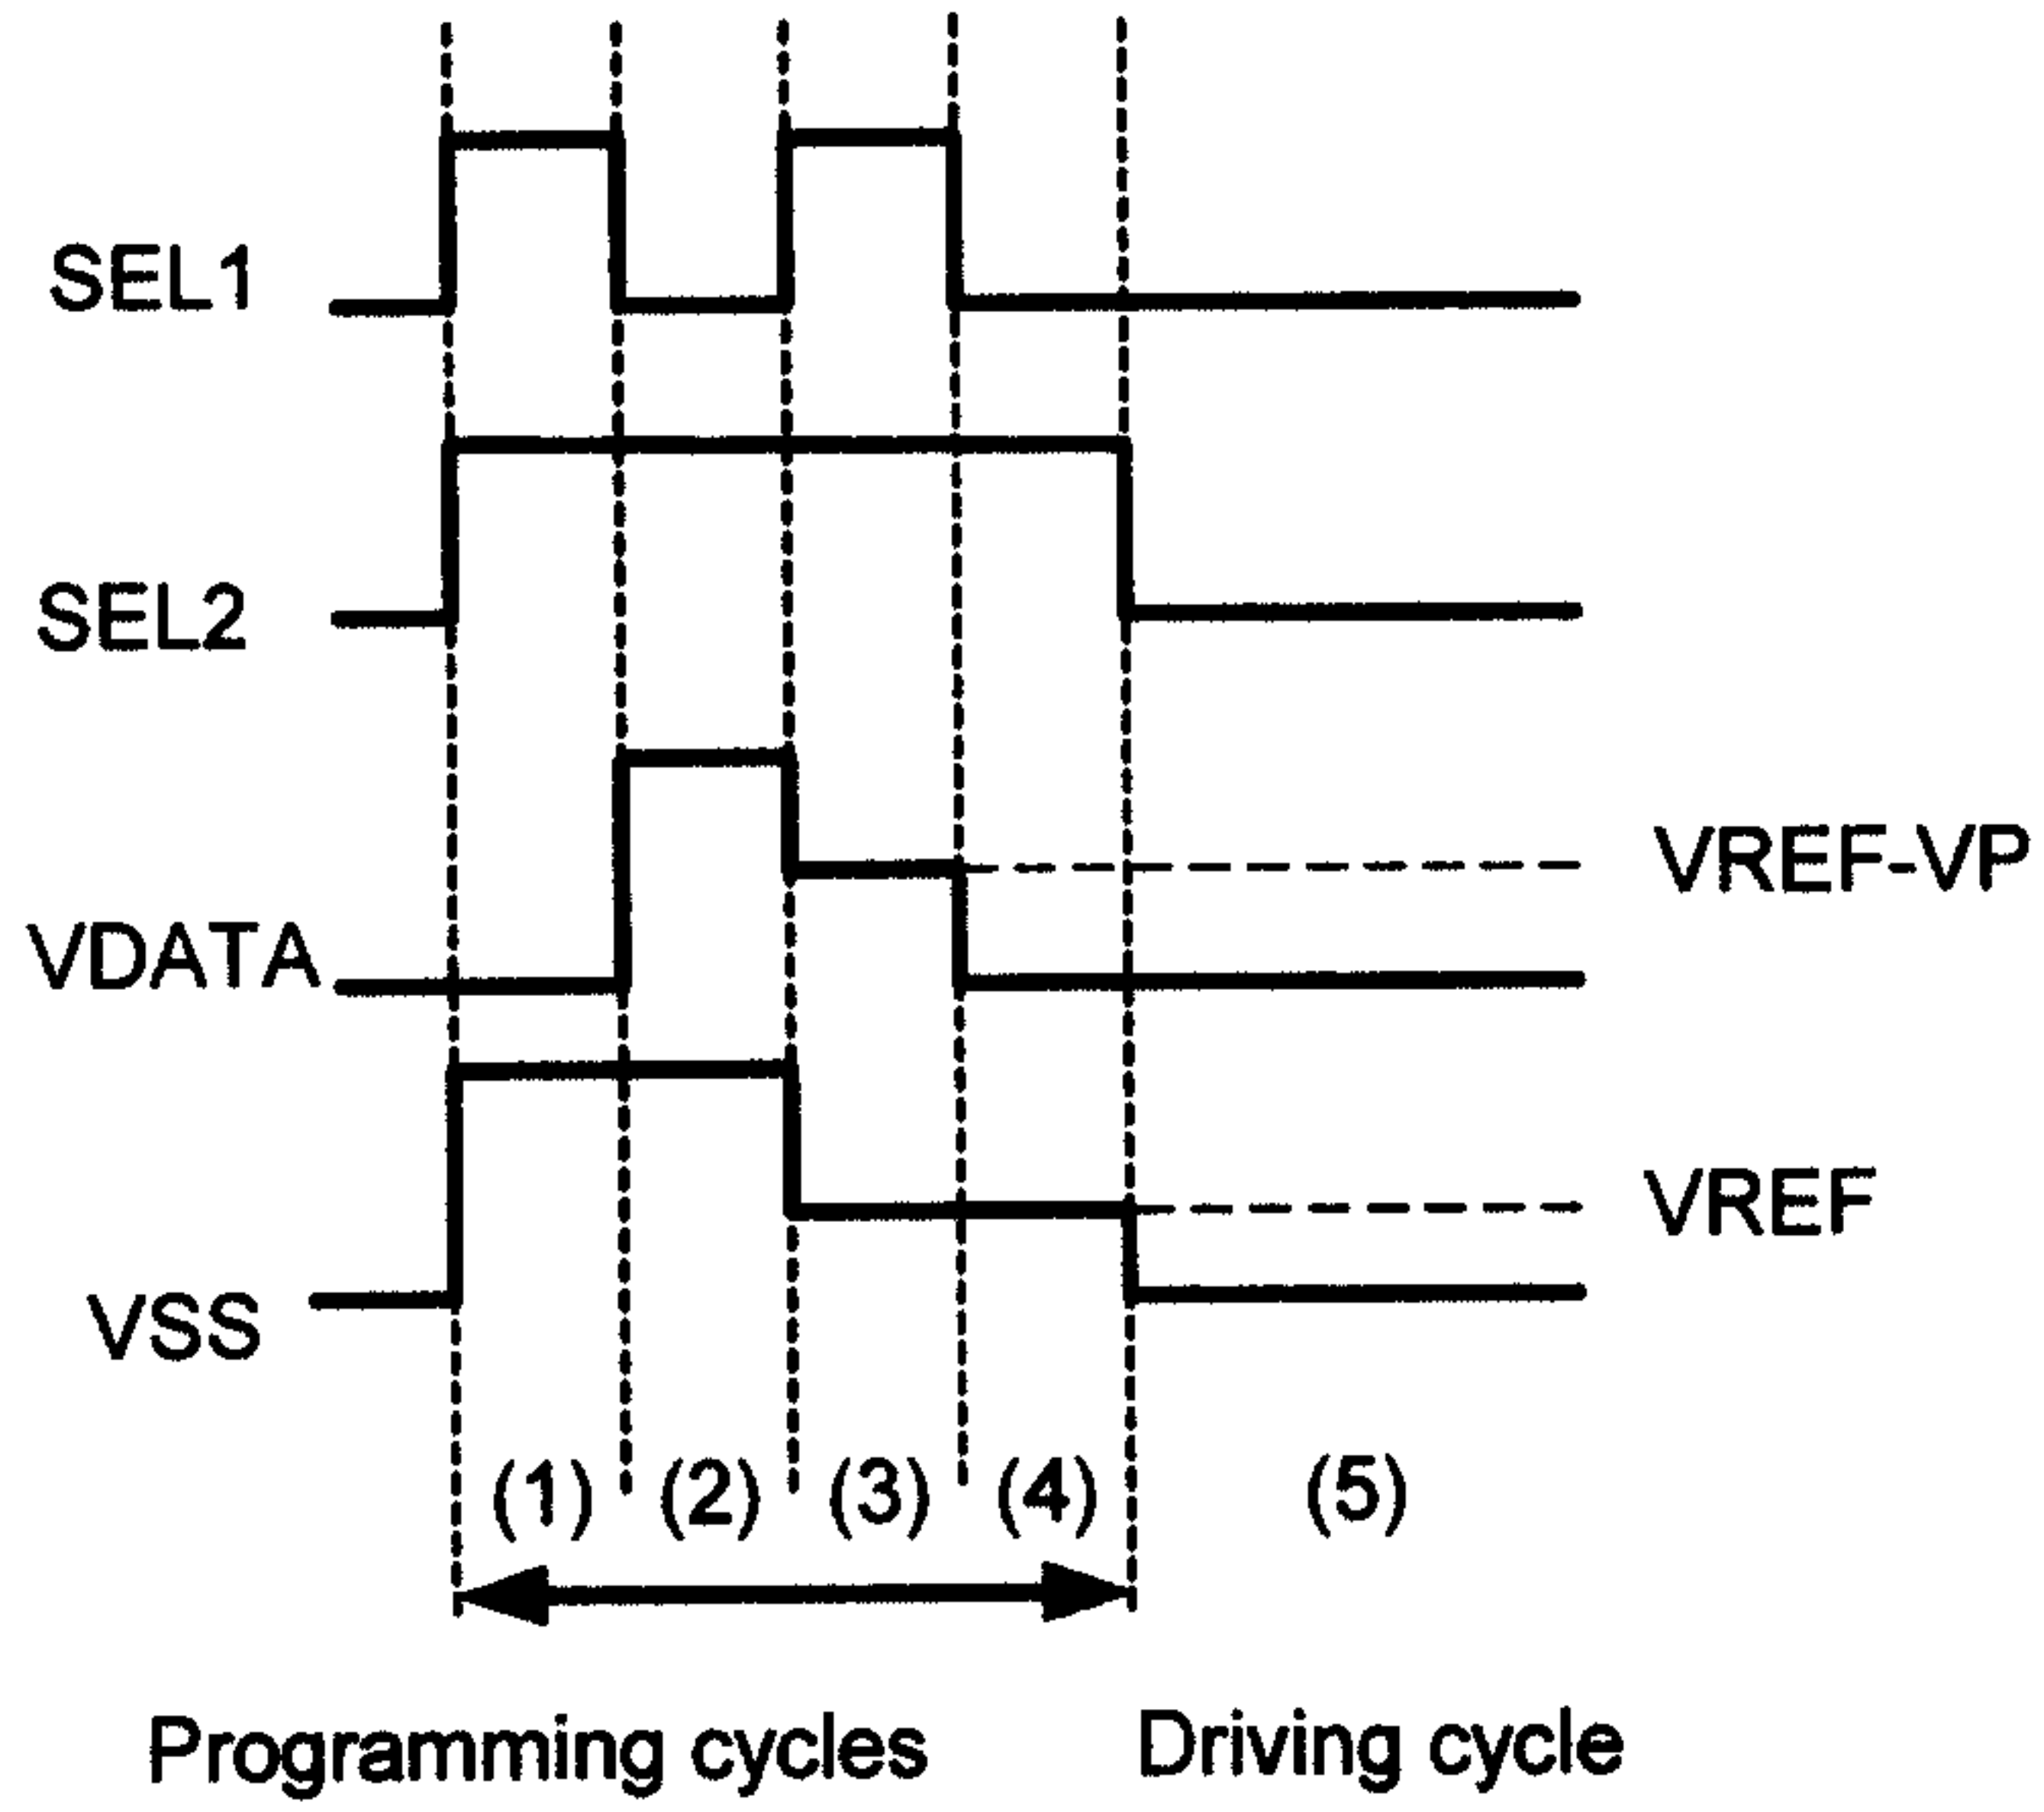 SEL1
SEL2
VDATA
VREF-VP
VREF
VSS
(1) (2) (3) (4) (5)
Programming cycles Driving cycle